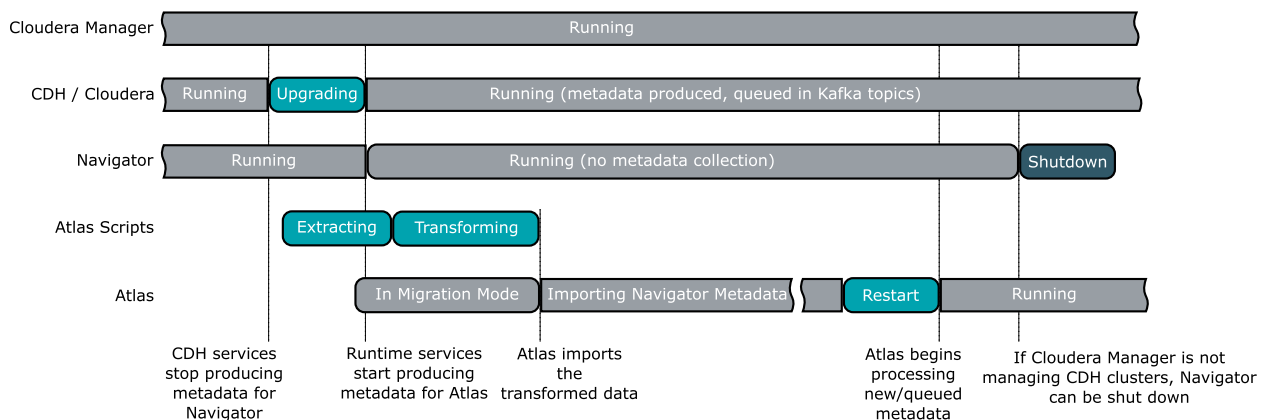 Cloudera Manager
Running
CDH / Cloudera
Running
Upgrading
Running (metadata produced, queued in Kafka topics)
Navigator
Running
Running (no metadata collection)
Shutdown
Atlas Scripts
Extracting
Transforming
Atlas
In Migration Mode
Importing Navigator Metadata
Restart
Running
CDH services
stop producing
metadata for
Navigator
Runtime services
start producing
metadata for Atlas
Atlas imports
the
transformed data
Atlas begins
processing
new/queued
metadata
If Cloudera Manager is not
managing CDH clusters, Navigator
can be shut down